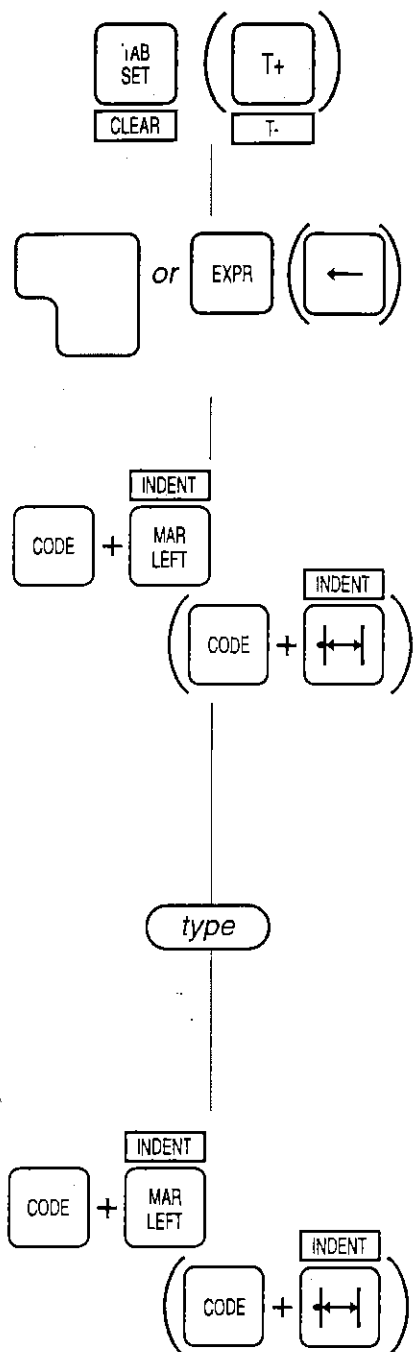 TAB SET ( T+ )
CLEAR T-
or EXPR ( ← )
INDENT
CODE + MAR LEFT
INDENT
( CODE + )
type
INDENT
CODE + MAR LEFT
INDENT
( CODE + )